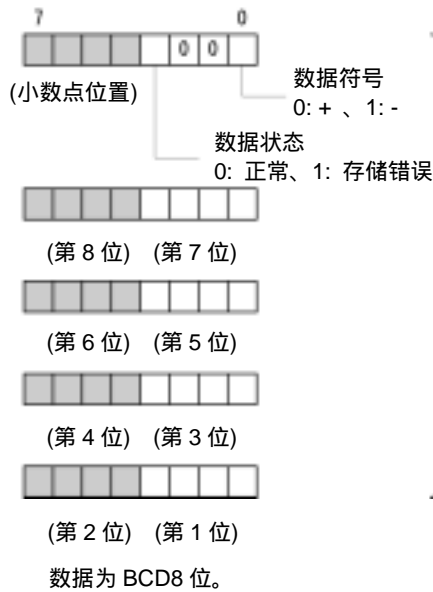 7 0
0 0
(小数点位置)
数据符号
0: + 、1: -
数据状态
0: 正常、1: 存储错误
(第 8 位) (第 7 位)
(第 6 位) (第 5 位)
(第 4 位) (第 3 位)
(第 2 位) (第 1 位)
数据为 BCD8 位。